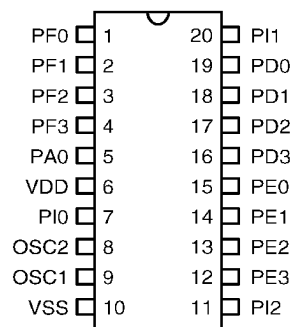 PF0 1 20 PI1
PF1 2 19 PD0
PF2 3 18 PD1
PF3 4 17 PD2
PA0 5 16 PD3
VDD 6 15 PE0
PI0 7 14 PE1
OSC2 8 13 PE2
OSC1 9 12 PE3
VSS 10 11 PI2